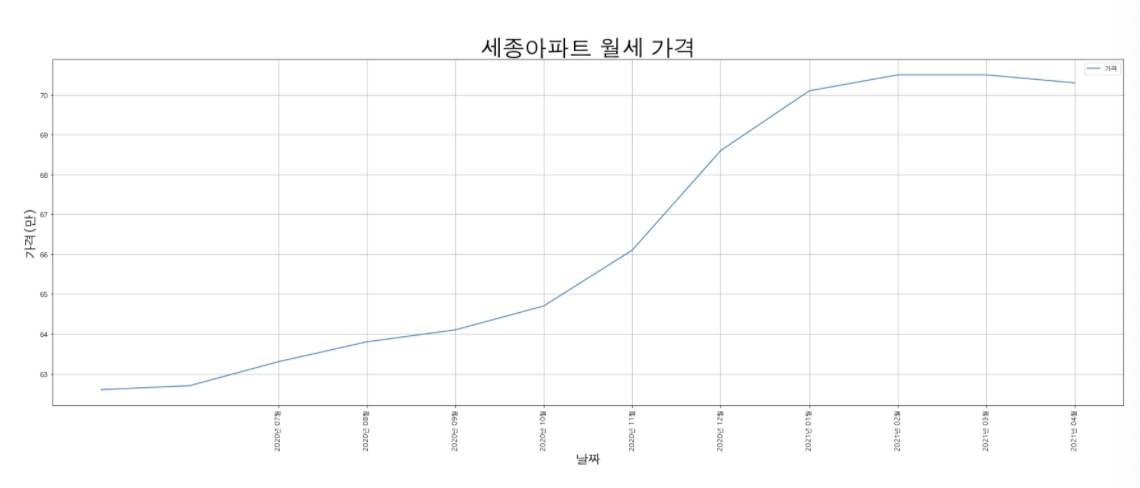 세종아파트 월세 가격
가격
가격(만)
70
69
68
67
66
65
64
63
2020년 07월
2020년 08월
2020년 09월
2020년 10월
2020년 11월
2020년 12월
2021년 01월
2021년 02월
2021년 03월
2021년 04월
날짜